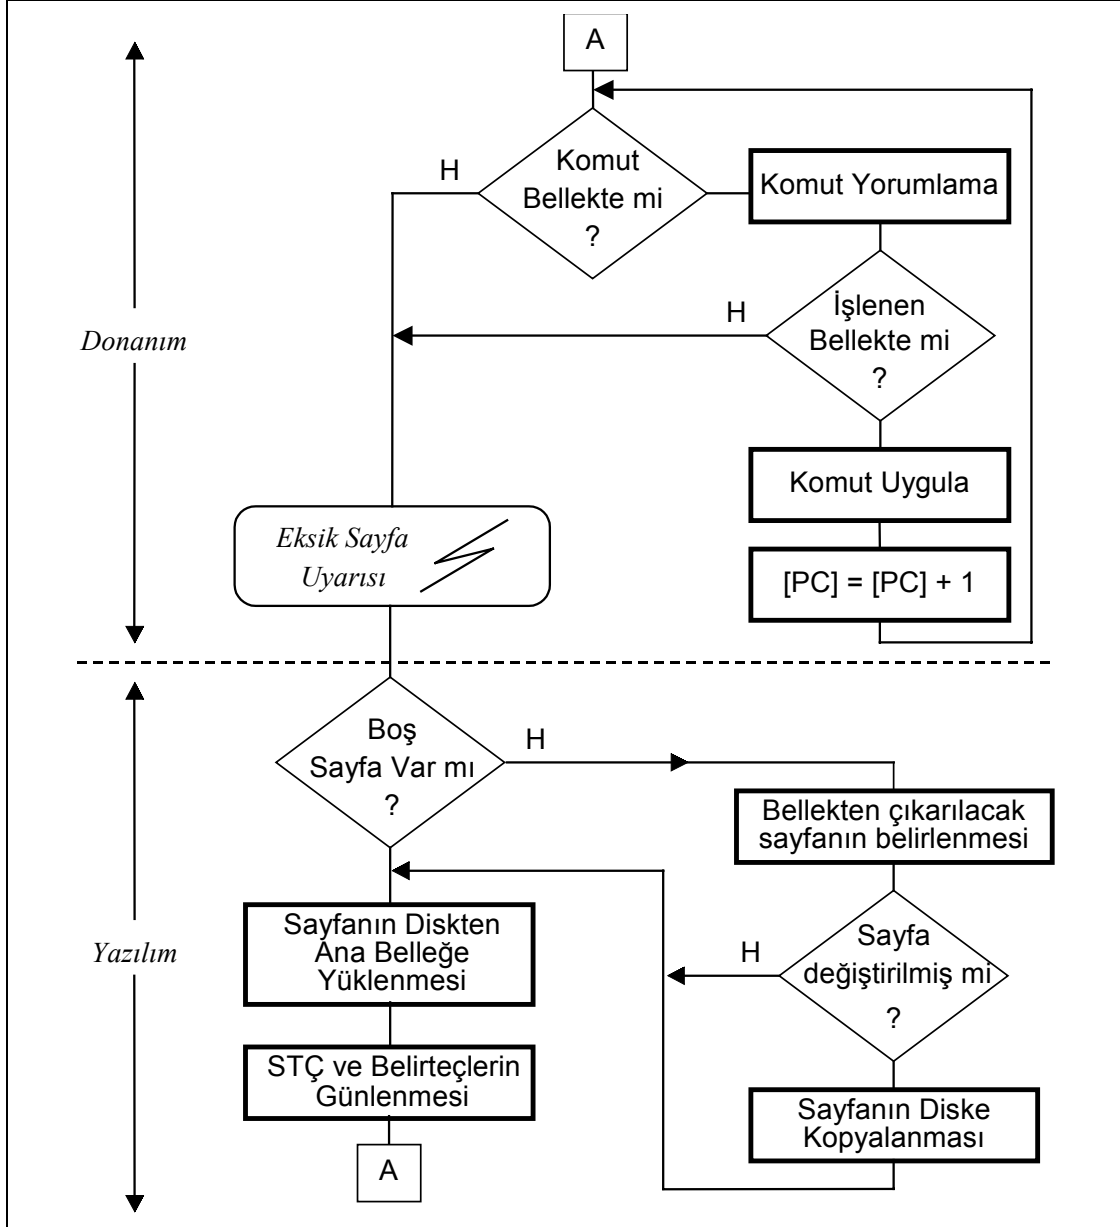 A
Komut
Bellekte mi
?
H
Komut Yorumlama
İşlenen
Bellekte mi
?
H
Donanım
Komut Uygula
Eksik Sayfa
Uyarısı
[PC] = [PC] + 1
Boş
Sayfa Var mı
?
H
Bellekten çıkarılacak
sayfanın belirlenmesi
Sayfanın Diskten
Ana Belleğe
Yüklenmesi
Yazılım
H
Sayfa
değiştirilmiş mi
?
STÇ ve Belirteçlerin
Günlenmesi
Sayfanın Diske
Kopyalanması
A